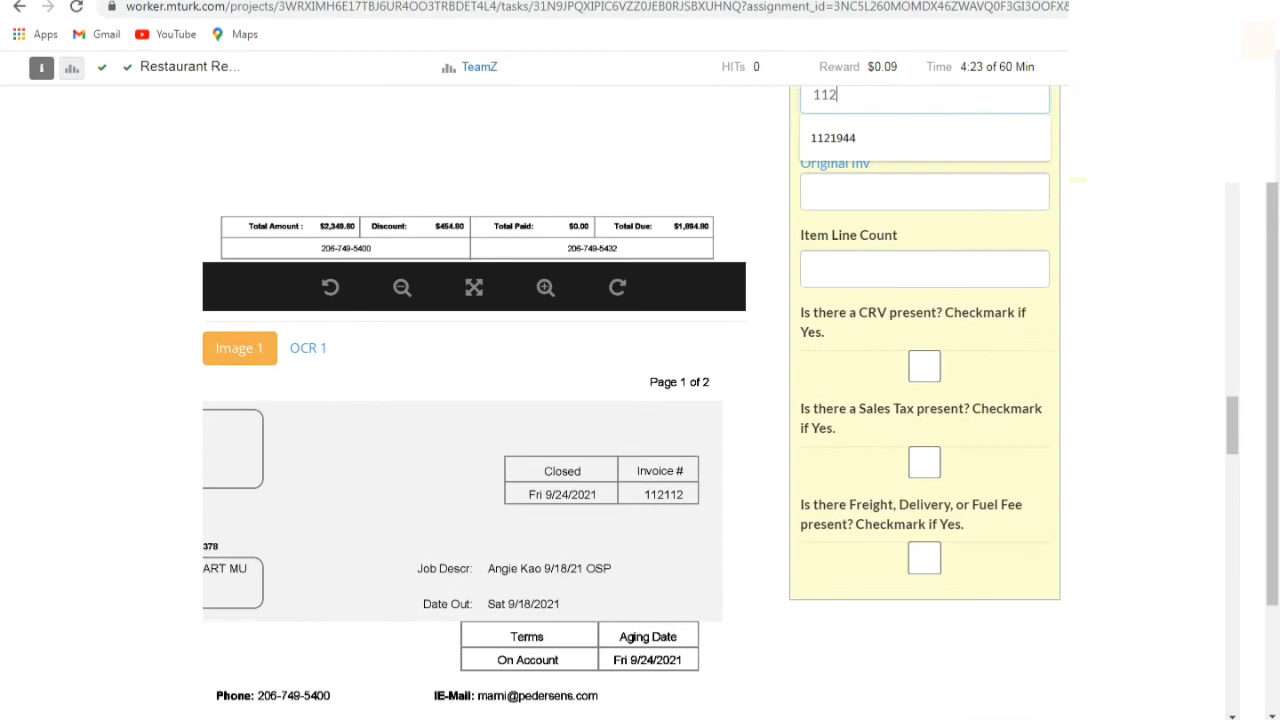 worker.mturk.com/projects/3WRXIMH6E17TBJ6UR4OO3TRBDET4L4/tasks/31N9JPQXIPIC6VZZ0JEB0RJSBXUHNQ?assignment_id=3NC5L260MOMDX46ZWAVQ0F3GI3OOFX&
Apps Gmail YouTube Maps
i Restaurant Re... TeamZ HITs 0 Reward $0.09 Time 4:23 of 60 Min
112
1121944
Original Inv
Total Amount : $2,349.60 Discount: $454.80 Total Paid: $0.00 Total Due: $1,894.80
206-749-5400 206-749-5432
Item Line Count
Is there a CRV present? Checkmark if
Yes.
Image 1 OCR 1
Page 1 of 2
Is there a Sales Tax present? Checkmark
if Yes.
Closed Invoice #
Fri 9/24/2021 112112
Is there Freight, Delivery, or Fuel Fee
present? Checkmark if Yes.
378
ART MU
Job Descr: Angie Kao 9/18/21 OSP
Date Out: Sat 9/18/2021
Terms Aging Date
On Account Fri 9/24/2021
Phone: 206-749-5400 IE-Mail: marni@pedersens.com